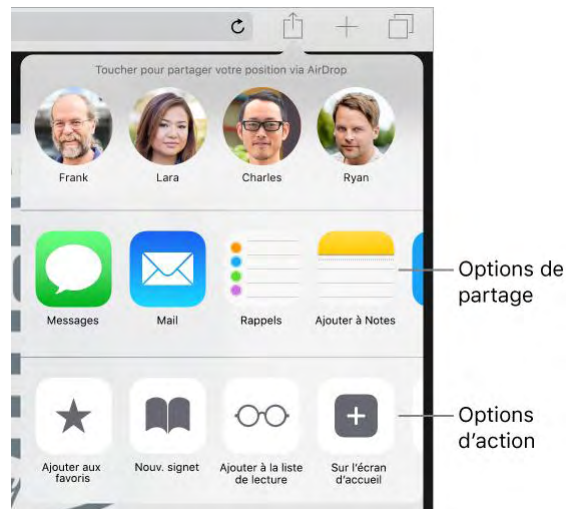 Toucher pour partager votre position via AirDrop
Frank
Lara
Charles
Ryan
Messages
Mail
Rappels
Ajouter à Notes
Options de
partage
Ajouter aux
favoris
Nouv. signet
Ajouter à la liste
de lecture
Sur l'écran
d'accueil
Options
d'action